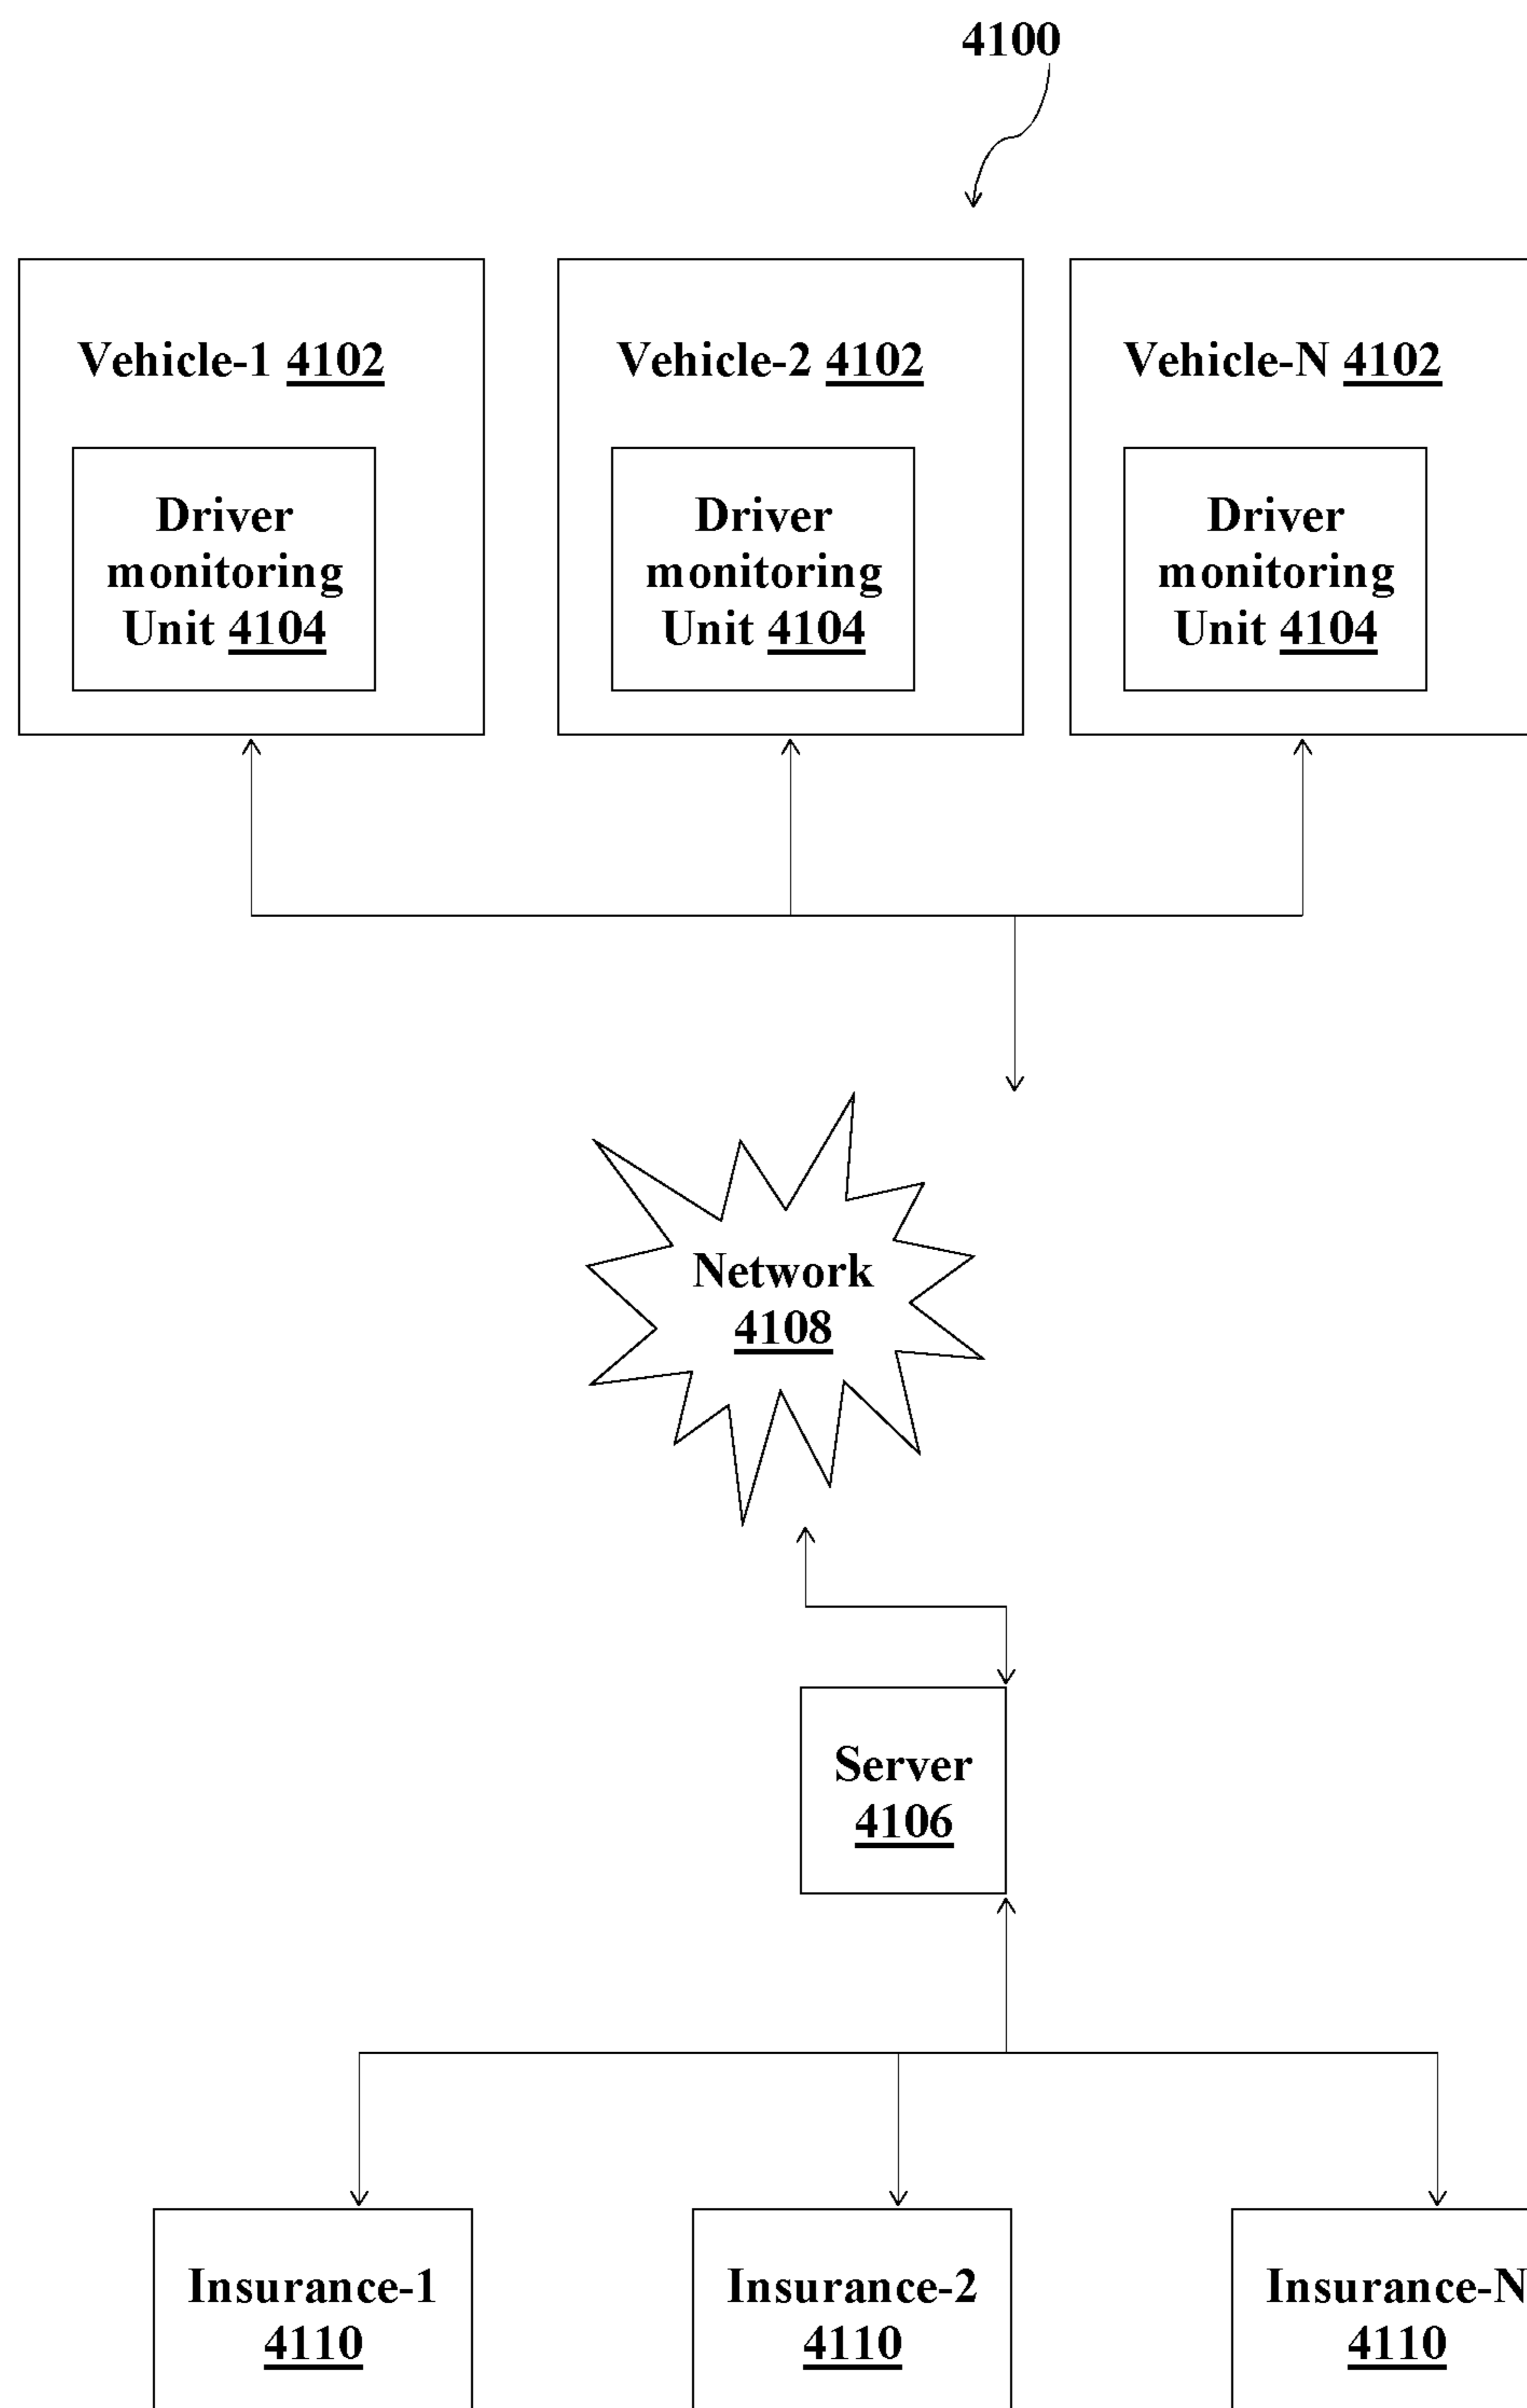 4100
Vehicle-1 4102
Driver
monitoring
Unit 4104
Vehicle-2 4102
Driver
monitoring
Unit 4104
Vehicle-N 4102
Driver
monitoring
Unit 4104
Network
4108
Server
4106
Insurance-1
4110
Insurance-2
4110
Insurance-N
4110